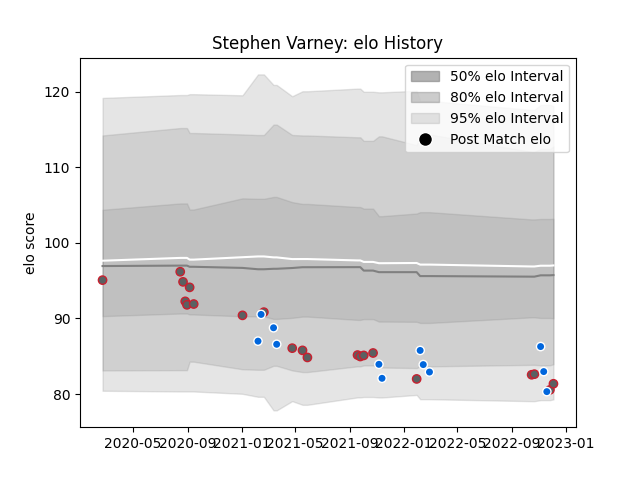 Stephen Varney: elo History
50% elo Interval
80% elo Interval
95% elo Interval
Post Match elo
elo score
120
110
100
90
80
2020-05 2020-09 2021-01 2021-05 2021-09 2022-01 2022-05 2022-09 2023-01